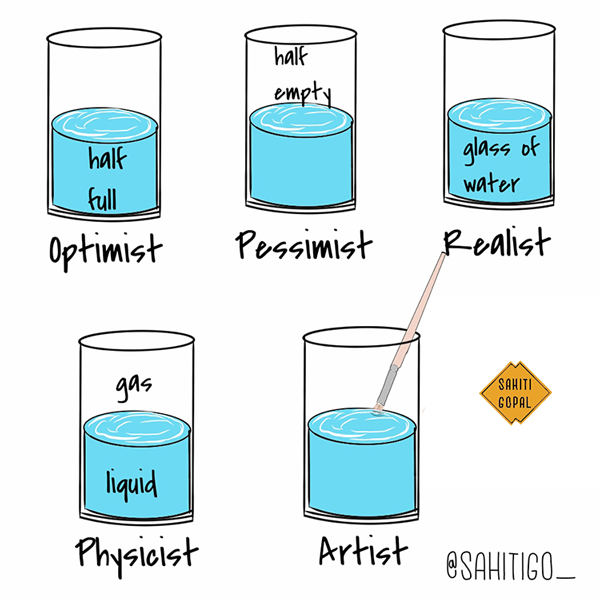 half
full
Optimist
half
empty
Pessimist
glass of
water
Realist
gas
liquid
Physicist
Artist
SAHITI
GOPAL
@SAHITIGO_